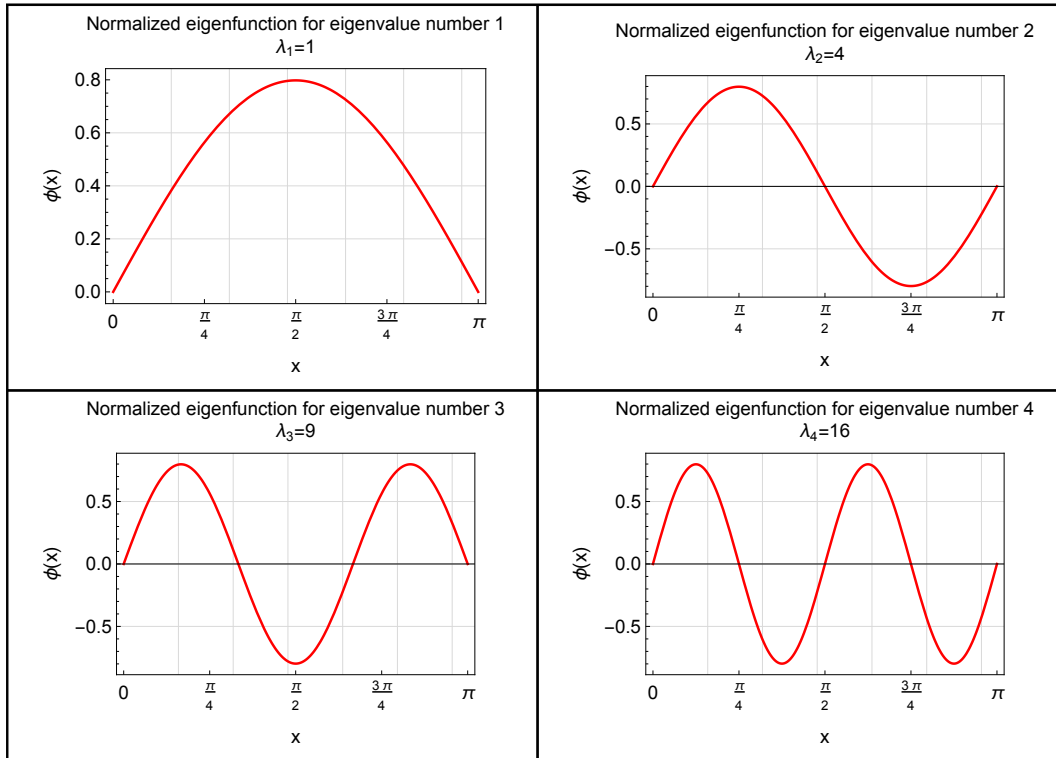 Normalized eigenfunction for eigenvalue number 1
λ₁=1
0.8
0.6
0.4
0.2
0.0
ϕ(x)
0 π/4 π/2 3 π/4 π
x
Normalized eigenfunction for eigenvalue number 2
λ₂=4
0.5
0.0
−0.5
ϕ(x)
0 π/4 π/2 3 π/4 π
x
Normalized eigenfunction for eigenvalue number 3
λ₃=9
0.5
0.0
−0.5
ϕ(x)
0 π/4 π/2 3 π/4 π
x
Normalized eigenfunction for eigenvalue number 4
λ₄=16
0.5
0.0
−0.5
ϕ(x)
0 π/4 π/2 3 π/4 π
x